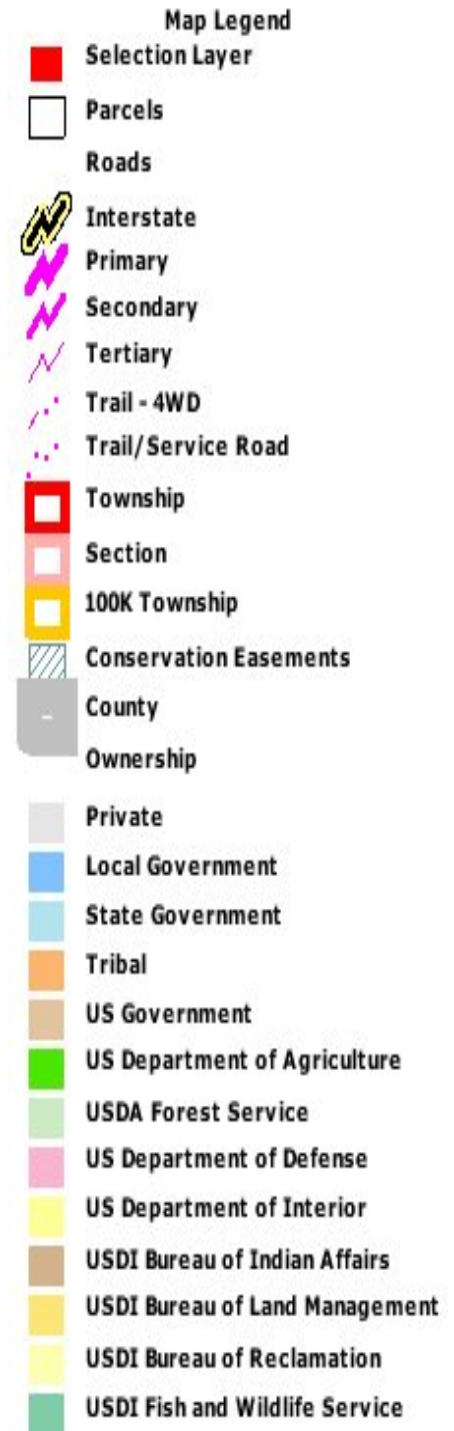 Map Legend
Selection Layer
Parcels
Roads
Interstate
Primary
Secondary
Tertiary
Trail - 4WD
Trail/Service Road
Township
Section
100K Township
Conservation Easements
County
Ownership
Private
Local Government
State Government
Tribal
US Government
US Department of Agriculture
USDA Forest Service
US Department of Defense
US Department of Interior
USDI Bureau of Indian Affairs
USDI Bureau of Land Management
USDI Bureau of Reclamation
USDI Fish and Wildlife Service